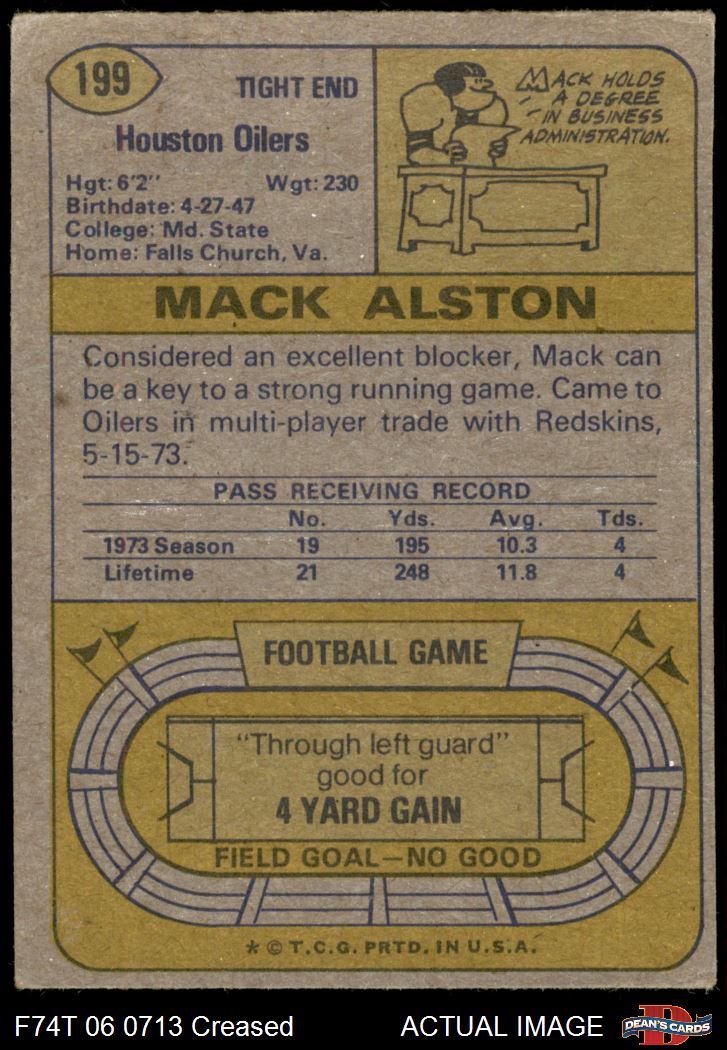 199
TIGHT END
Houston Oilers
Hgt: 6'2" Wgt: 230
Birthdate: 4-27-47
College: Md. State
Home: Falls Church, Va.
MACK HOLDS
A DEGREE
IN BUSINESS
ADMINISTRATION.
MACK ALSTON
Considered an excellent blocker, Mack can
be a key to a strong running game. Came to
Oilers in multi-player trade with Redskins,
5-15-73.
PASS RECEIVING RECORD
No. Yds. Avg. Tds.
1973 Season 19 195 10.3 4
Lifetime 21 248 11.8 4
FOOTBALL GAME
"Through left guard"
good for
4 YARD GAIN
FIELD GOAL—NO GOOD
* © T.C.G. PRTD. IN U.S.A.
F74T 06 0713 Creased ACTUAL IMAGE
D
DEAN'S CARDS